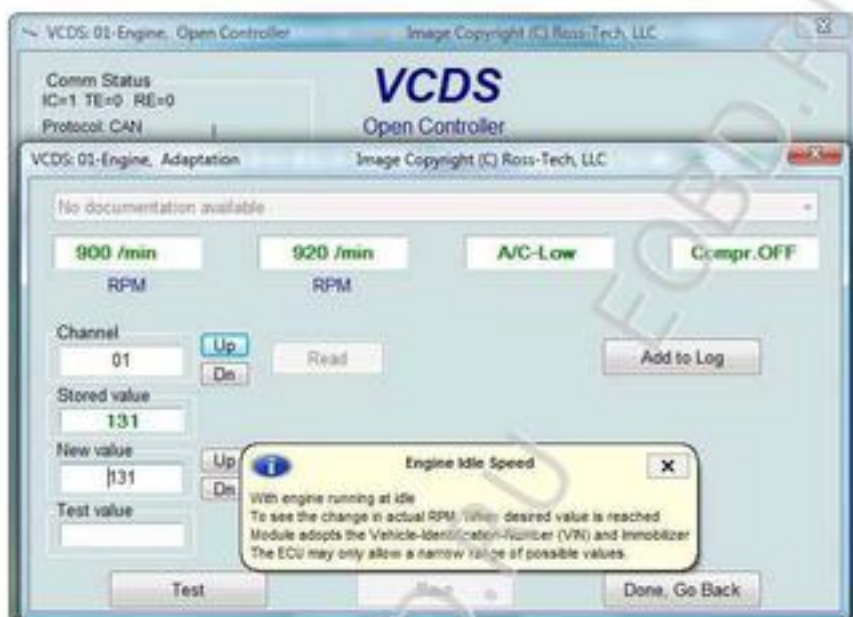 VCDS: 01-Engine, Open Controller Image Copyright (C) Ross-Tech, LLC
Comm Status
IC=1 TE=0 RE=0
Protocol: CAN
VCDS
Open Controller
VCDS: 01-Engine, Adaptation Image Copyright (C) Ross-Tech, LLC
No documentation available
900 /min 920 /min A/C-Low Compr.OFF
RPM RPM
Channel
01 Up Dn Read Add to Log
Stored value
131
New value
131 Up Dn
Test value
Engine Idle Speed
With engine running at idle
To see the change in actual RPM. When desired value is reached
Module adopts the Vehicle-Identification-Number (VIN) and Immobilizer
The ECU may only allow a narrow range of possible values.
Test Done, Go Back
EOBD.RU